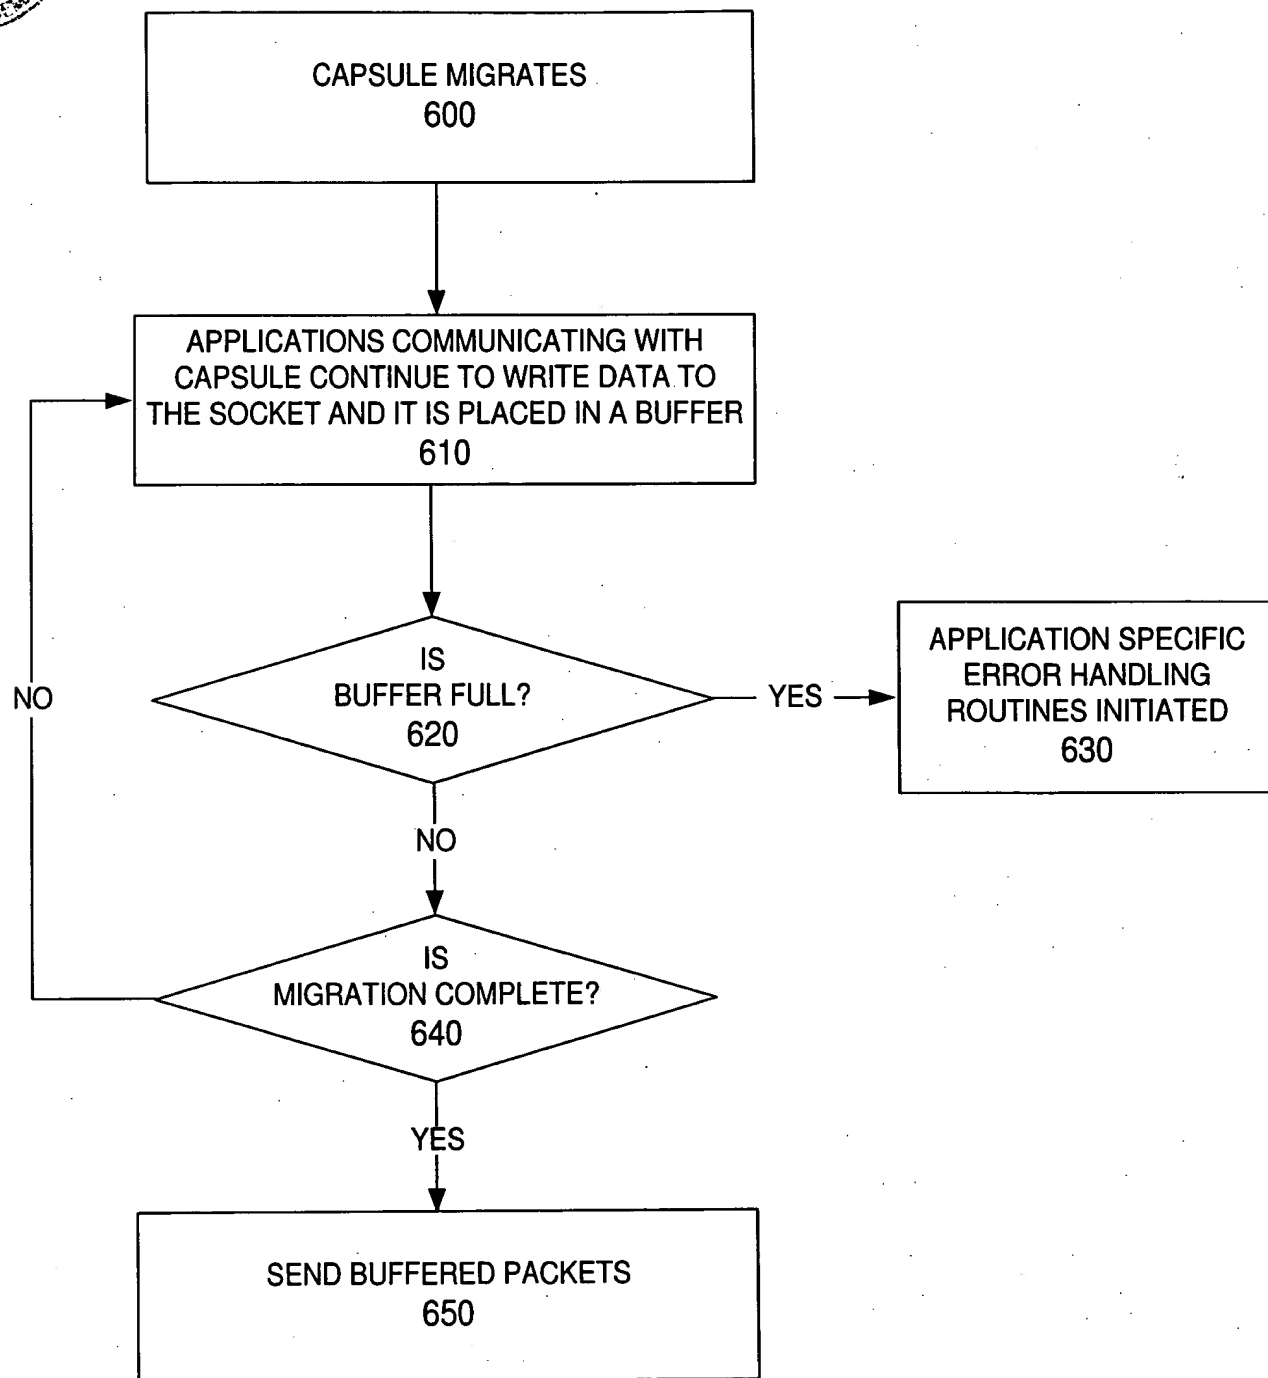 CAPSULE MIGRATES
600
APPLICATIONS COMMUNICATING WITH
CAPSULE CONTINUE TO WRITE DATA TO
THE SOCKET AND IT IS PLACED IN A BUFFER
610
IS
BUFFER FULL?
620
YES
APPLICATION SPECIFIC
ERROR HANDLING
ROUTINES INITIATED
630
NO
NO
IS
MIGRATION COMPLETE?
640
YES
SEND BUFFERED PACKETS
650